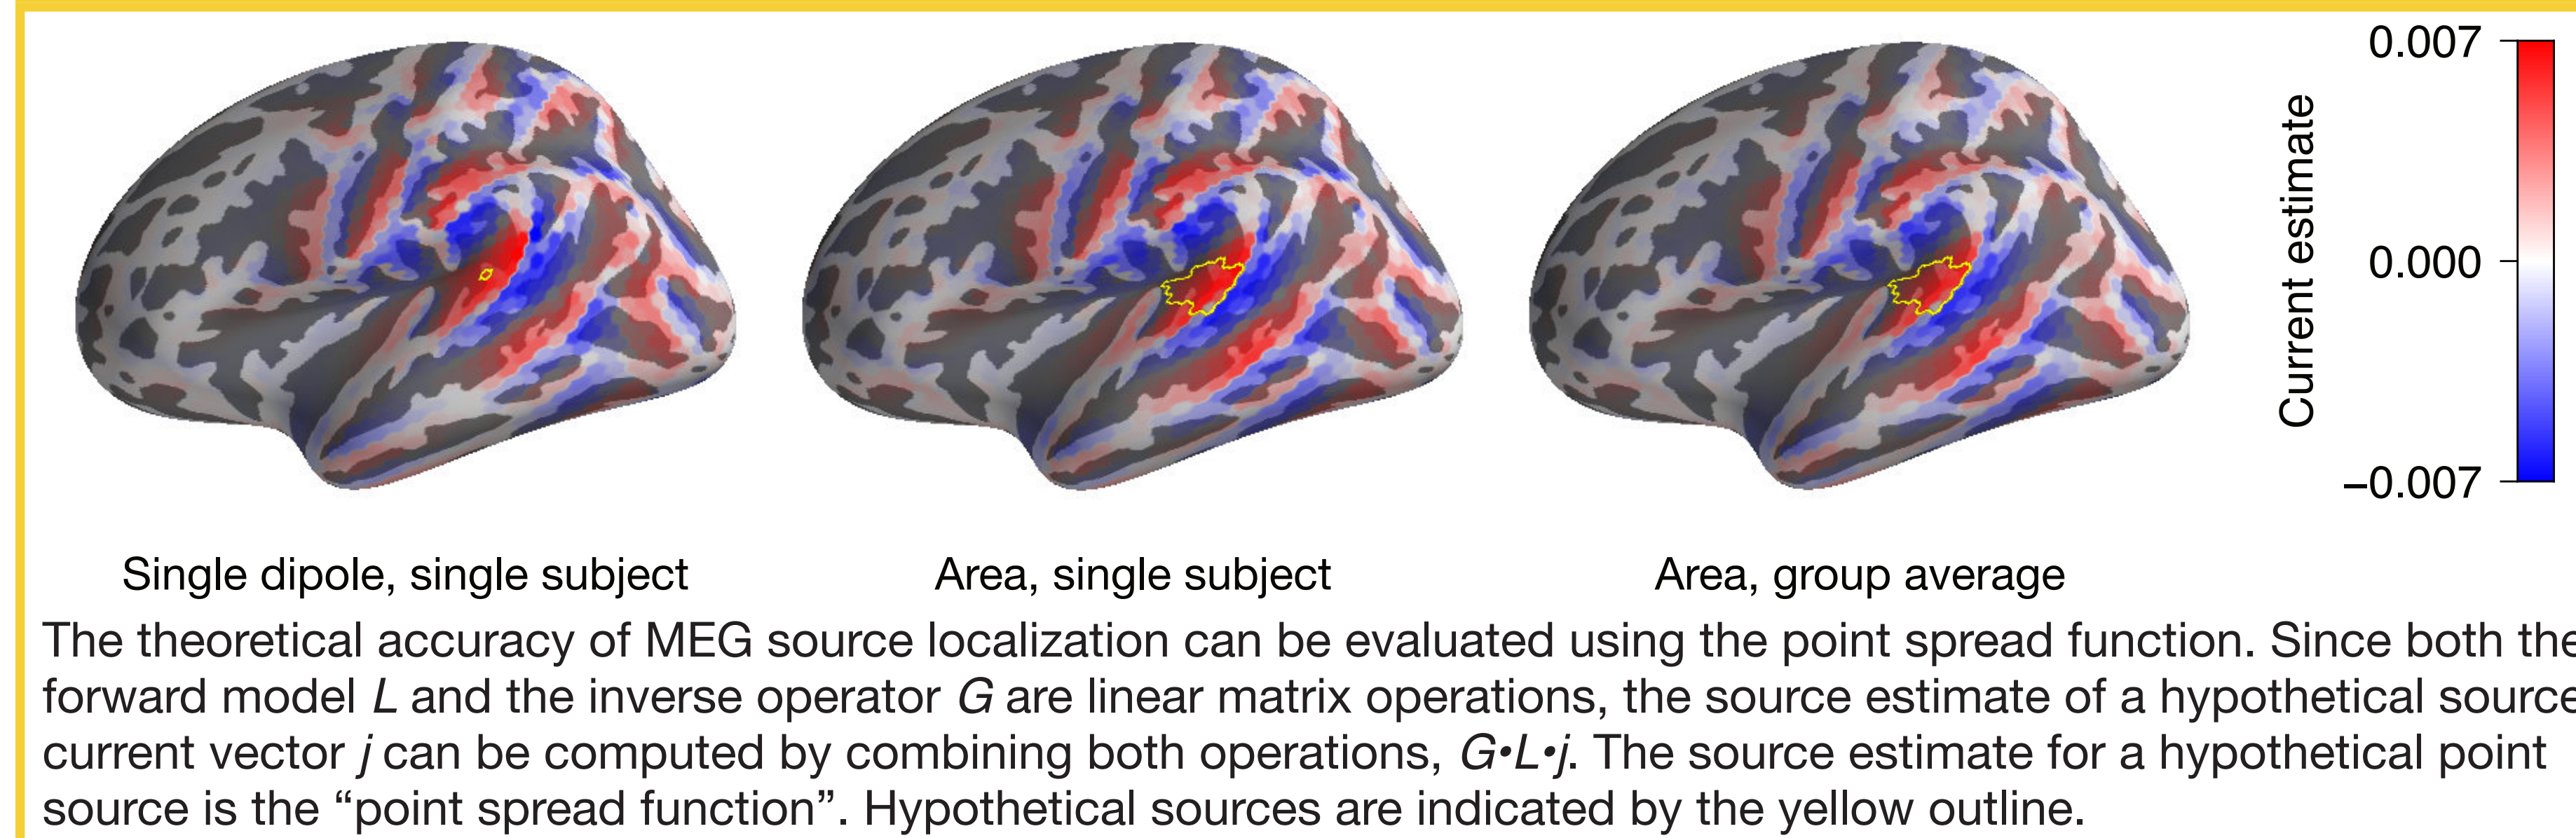 0.007
0.000
−0.007
Current estimate
Single dipole, single subject
Area, single subject
Area, group average
The theoretical accuracy of MEG source localization can be evaluated using the point spread function. Since both the
forward model L and the inverse operator G are linear matrix operations, the source estimate of a hypothetical source
current vector j can be computed by combining both operations, G•L•j. The source estimate for a hypothetical point
source is the “point spread function”. Hypothetical sources are indicated by the yellow outline.